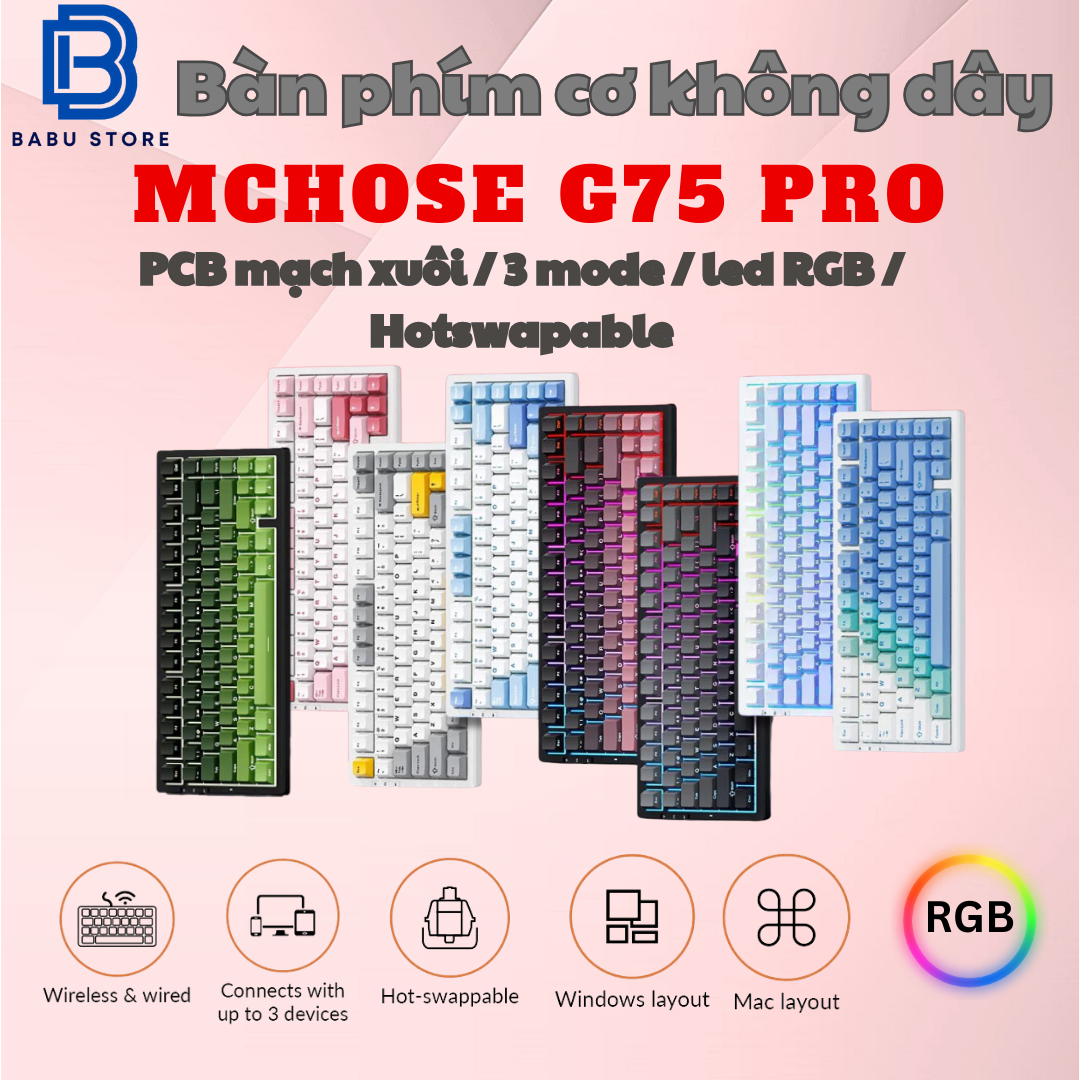 BABU STORE
Bàn phím cơ không dây
MCHOSE G75 PRO
PCB mạch xuôi / 3 mode / led RGB /
Hotswapable
Wireless & wired
Connects with
up to 3 devices
Hot-swappable
Windows layout
Mac layout
RGB